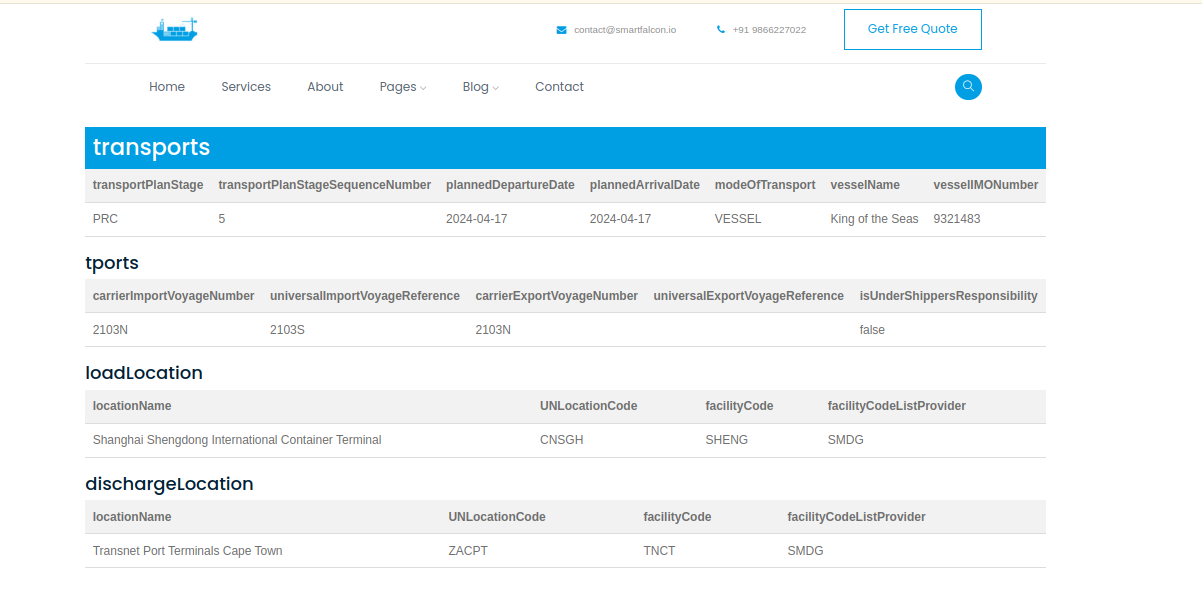 contact@smartfalcon.io +91 9866227022 Get Free Quote
Home Services About Pages Blog Contact
transports
transportPlanStage transportPlanStageSequenceNumber plannedDepartureDate plannedArrivalDate modeOfTransport vesselName vesselIMONumber
PRC 5 2024-04-17 2024-04-17 VESSEL King of the Seas 9321483
tports
carrierImportVoyageNumber universalImportVoyageReference carrierExportVoyageNumber universalExportVoyageReference isUnderShippersResponsibility
2103N 2103S 2103N false
loadLocation
locationName UNLocationCode facilityCode facilityCodeListProvider
Shanghai Shengdong International Container Terminal CNSGH SHENG SMDG
dischargeLocation
locationName UNLocationCode facilityCode facilityCodeListProvider
Transnet Port Terminals Cape Town ZACPT TNCT SMDG